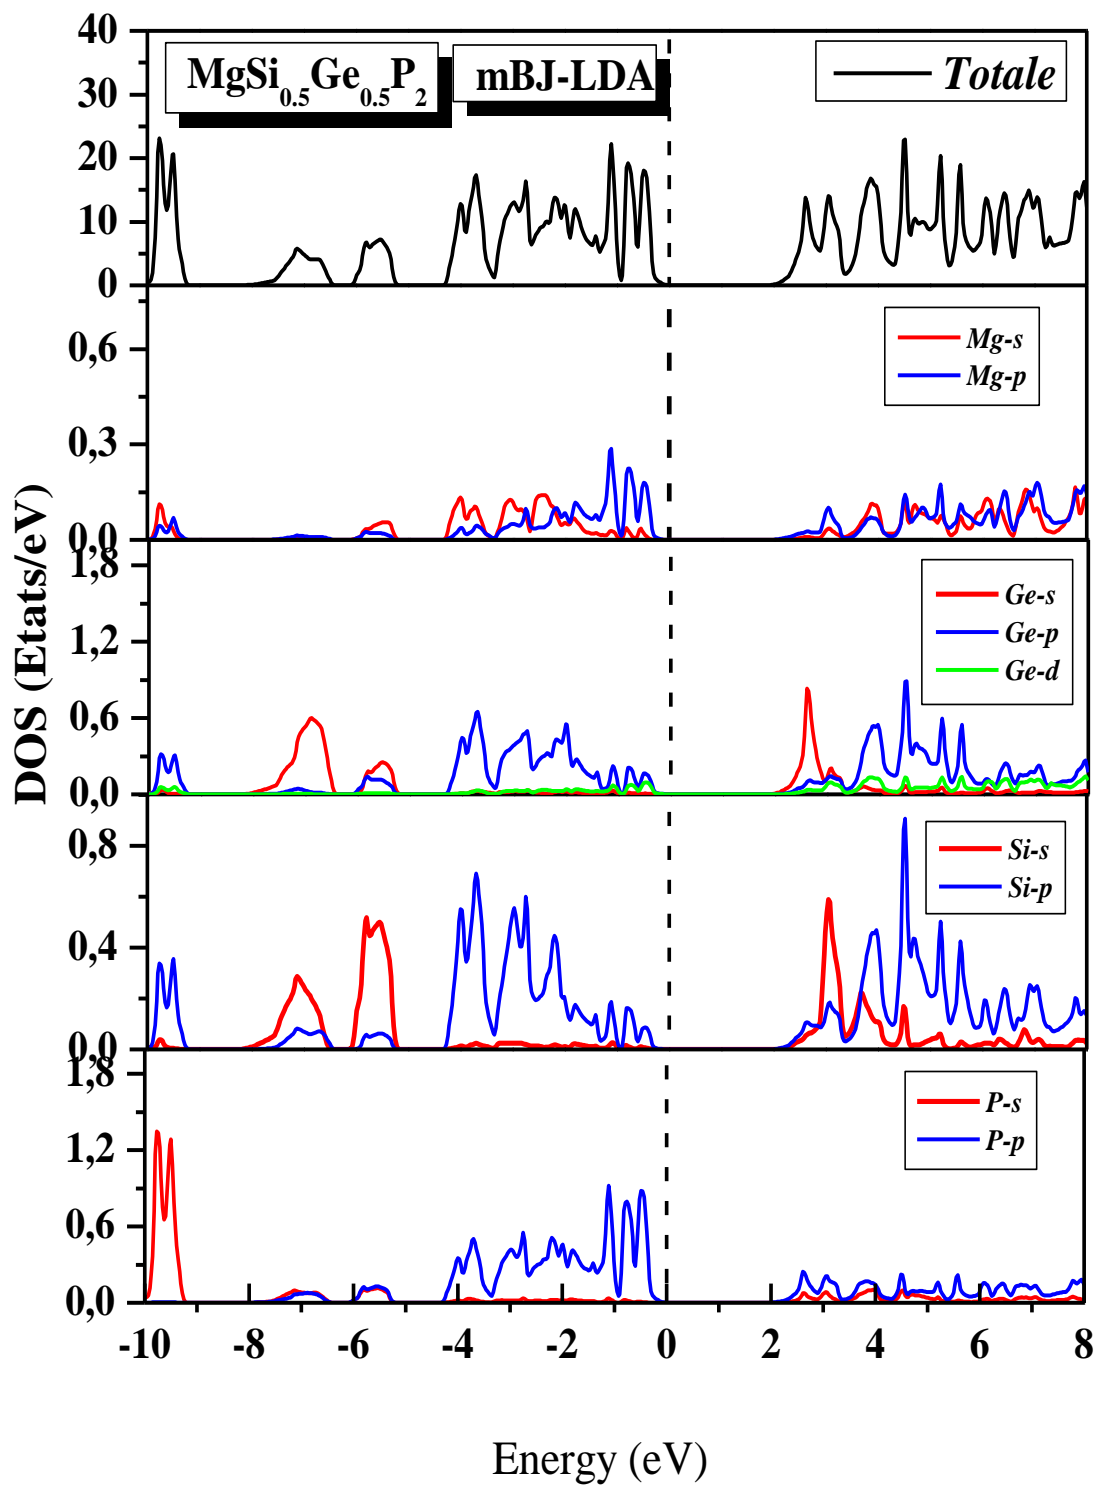 MgSi0.5Ge0.5P2 mBJ-LDA Totale
40
30
20
10
0
Mg-s
Mg-p
0,6
0,3
0,0
Ge-s
Ge-p
Ge-d
1,8
1,2
0,6
0,0
Si-s
Si-p
0,8
0,4
0,0
P-s
P-p
1,8
1,2
0,6
0,0
-10 -8 -6 -4 -2 0 2 4 6 8
DOS (Etats/eV)
Energy (eV)